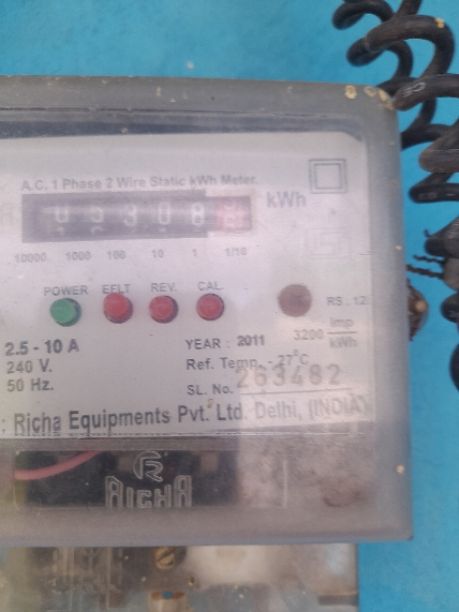 A.C. 1 Phase 2 Wire Static kWh Meter.
kWh
10000 1000 100 10 1 1/10
POWER EFLT REV. CAL
RS : 12
2.5 - 10 A
YEAR : 2011
3200 Imp
kWh
240 V.
Ref. Temp. - 27°C
50 Hz.
SL. No. 263482
: Richa Equipments Pvt. Ltd. Delhi, (INDIA)
RICHA